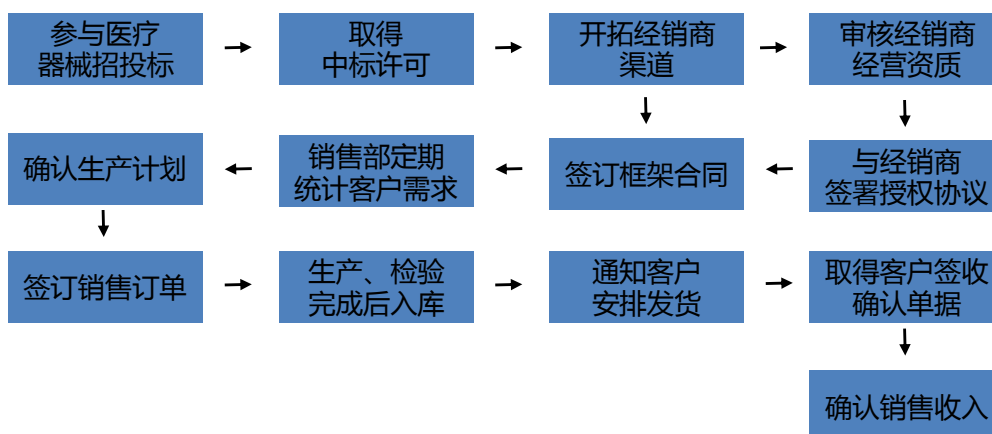 参与医疗
器械招投标
取得
中标许可
开拓经销商
渠道
审核经销商
经营资质
确认生产计划
销售部定期
统计客户需求
签订框架合同
与经销商
签署授权协议
签订销售订单
生产、检验
完成后入库
通知客户
安排发货
取得客户签收
确认单据
确认销售收入